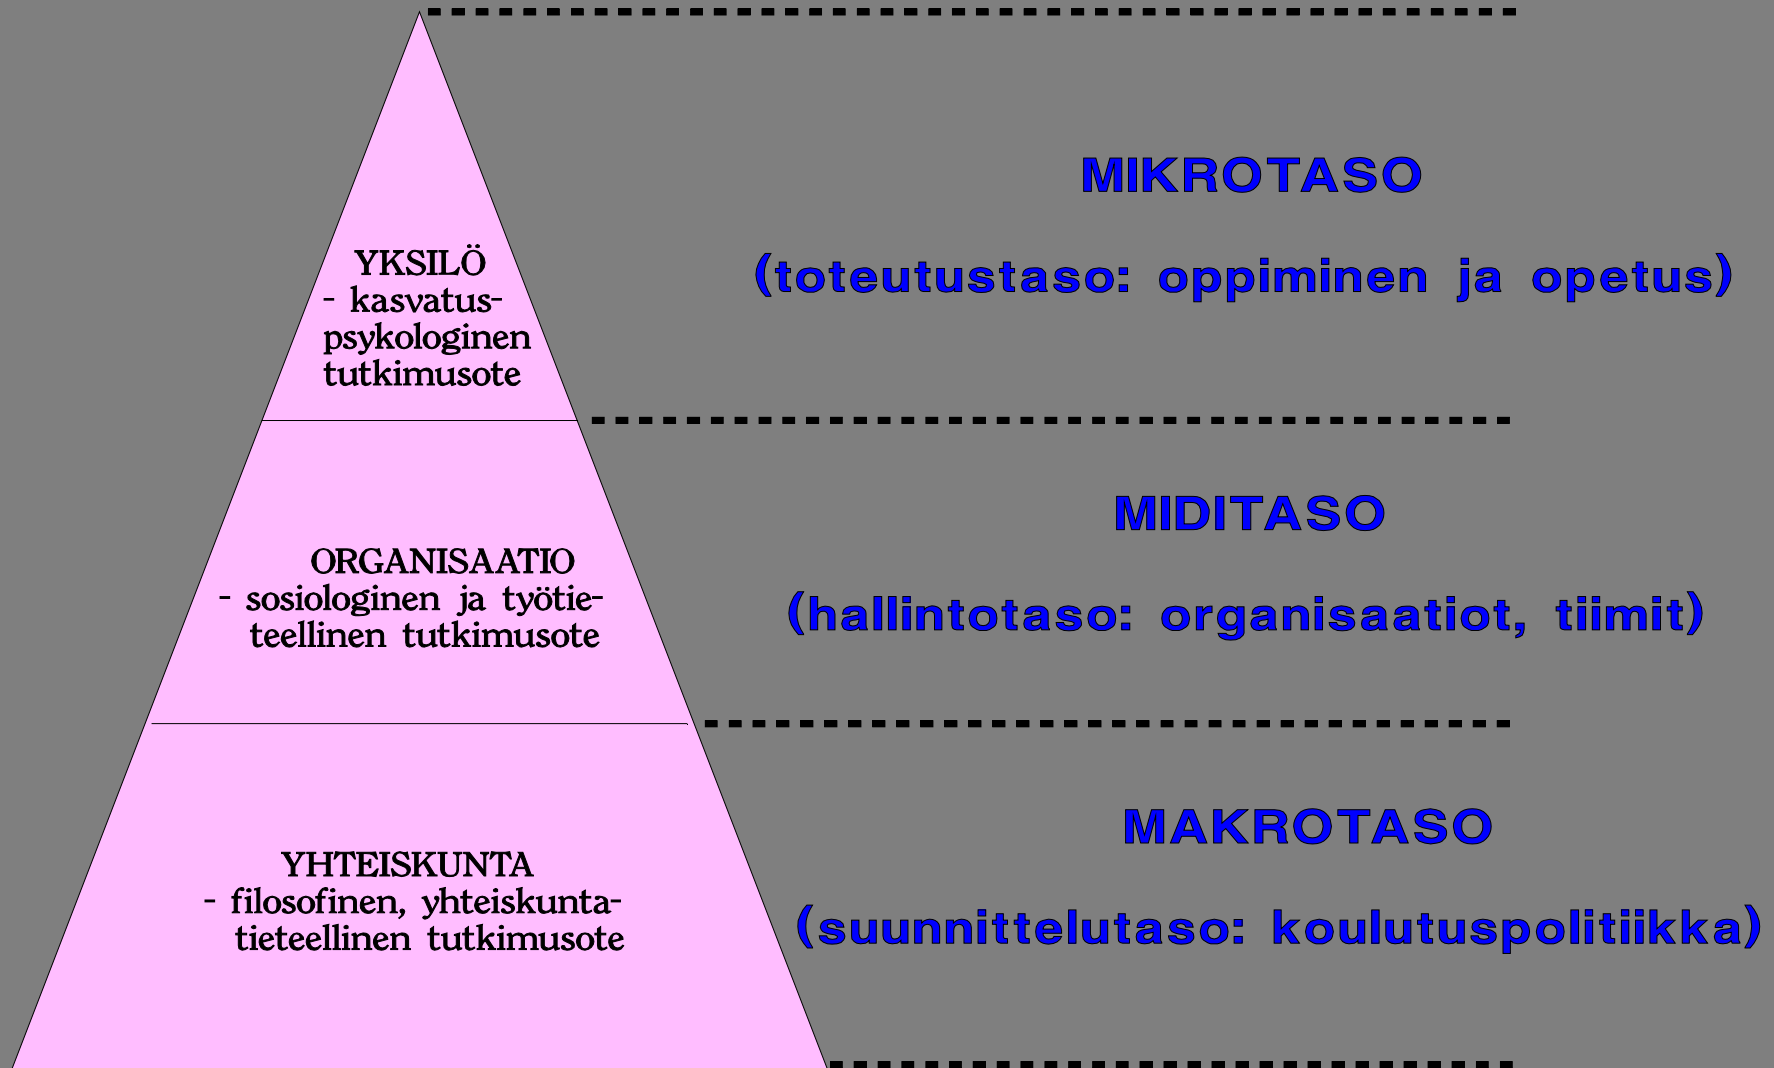 MIKROTASO
(toteutustaso: oppiminen ja opetus)
YKSILÖ
- kasvatus-
psykologinen
tutkimusote
MIDITASO
(hallintotaso: organisaatiot, tiimit)
ORGANISAATIO
- sosiologinen ja työtie-
teellinen tutkimusote
MAKROTASO
(suunnittelutaso: koulutuspolitiikka)
YHTEISKUNTA
- filosofinen, yhteiskunta-
tieteellinen tutkimusote